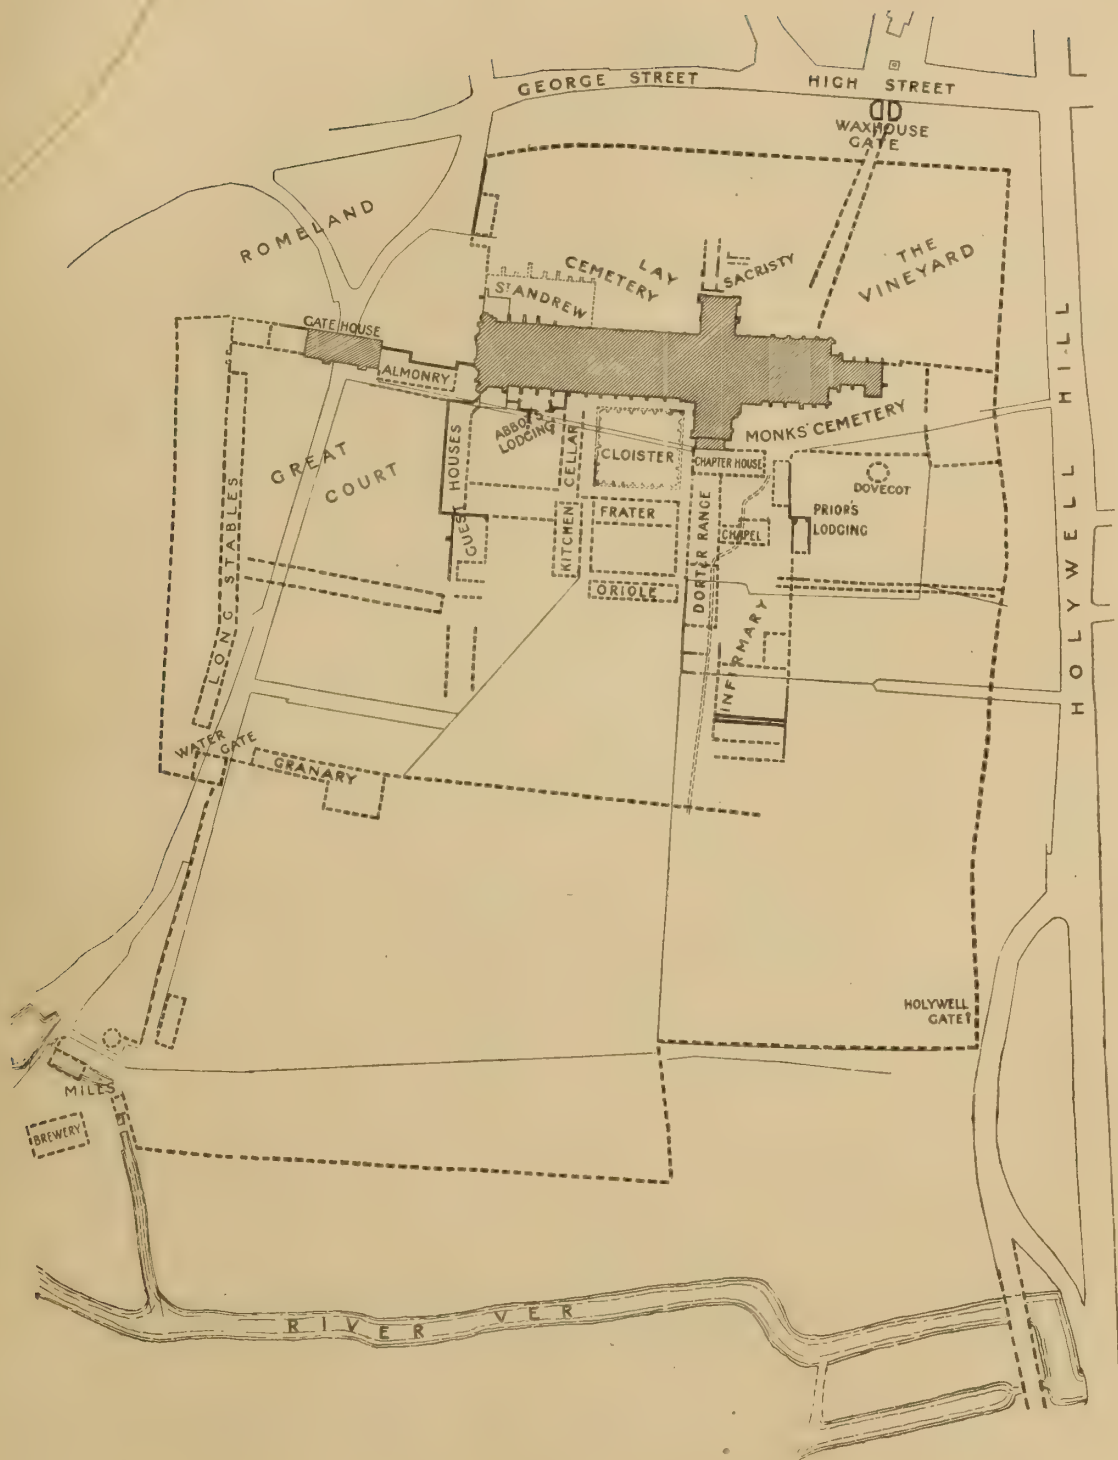 GEORGE STREET
HIGH STREET
WAXHOUSE
GATE
ROMELAND
THE
VINEYARD
LAY
CEMETERY
SACRISTY
ST ANDREW
GATE HOUSE
ALMONRY
ABBOTS
LODGING
MONKS' CEMETERY
GREAT
COURT
GUEST HOUSES
CELLAR
CLOISTER
CHAPTER HOUSE
DOVECOT
PRIORS
LODGING
KITCHEN
FRATER
DORTER RANGE
CHAPEL
ORIOLE
INFIRMARY
LONG STABLES
WATER
GATE
GRANARY
HOLYWELL HILL
HOLYWELL
GATE?
MILLS
BREWERY
RIVER VER